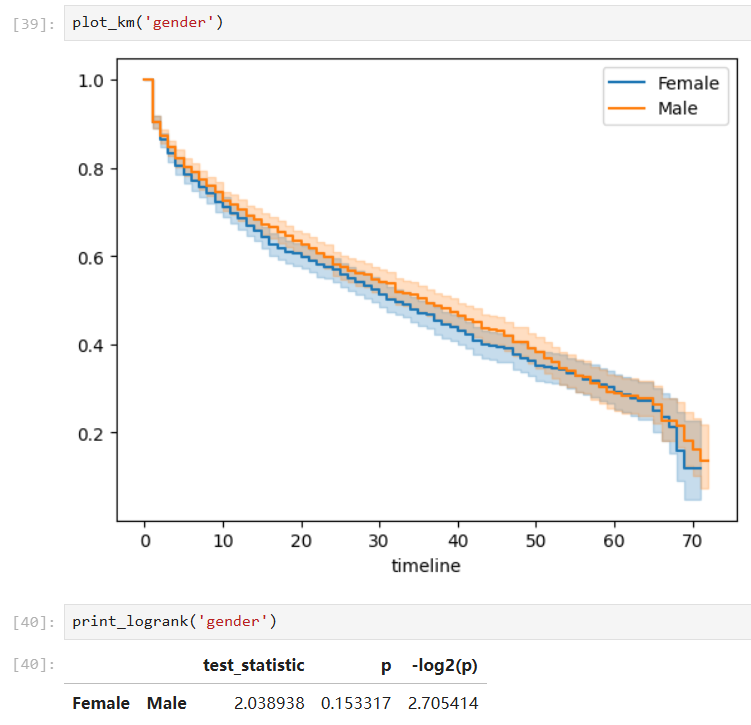 [39]: plot_km('gender')
1.0
0.8
0.6
0.4
0.2
Female
Male
0 10 20 30 40 50 60 70
timeline
[40]: print_logrank('gender')
[40]: test_statistic p -log2(p)
Female Male 2.038938 0.153317 2.705414